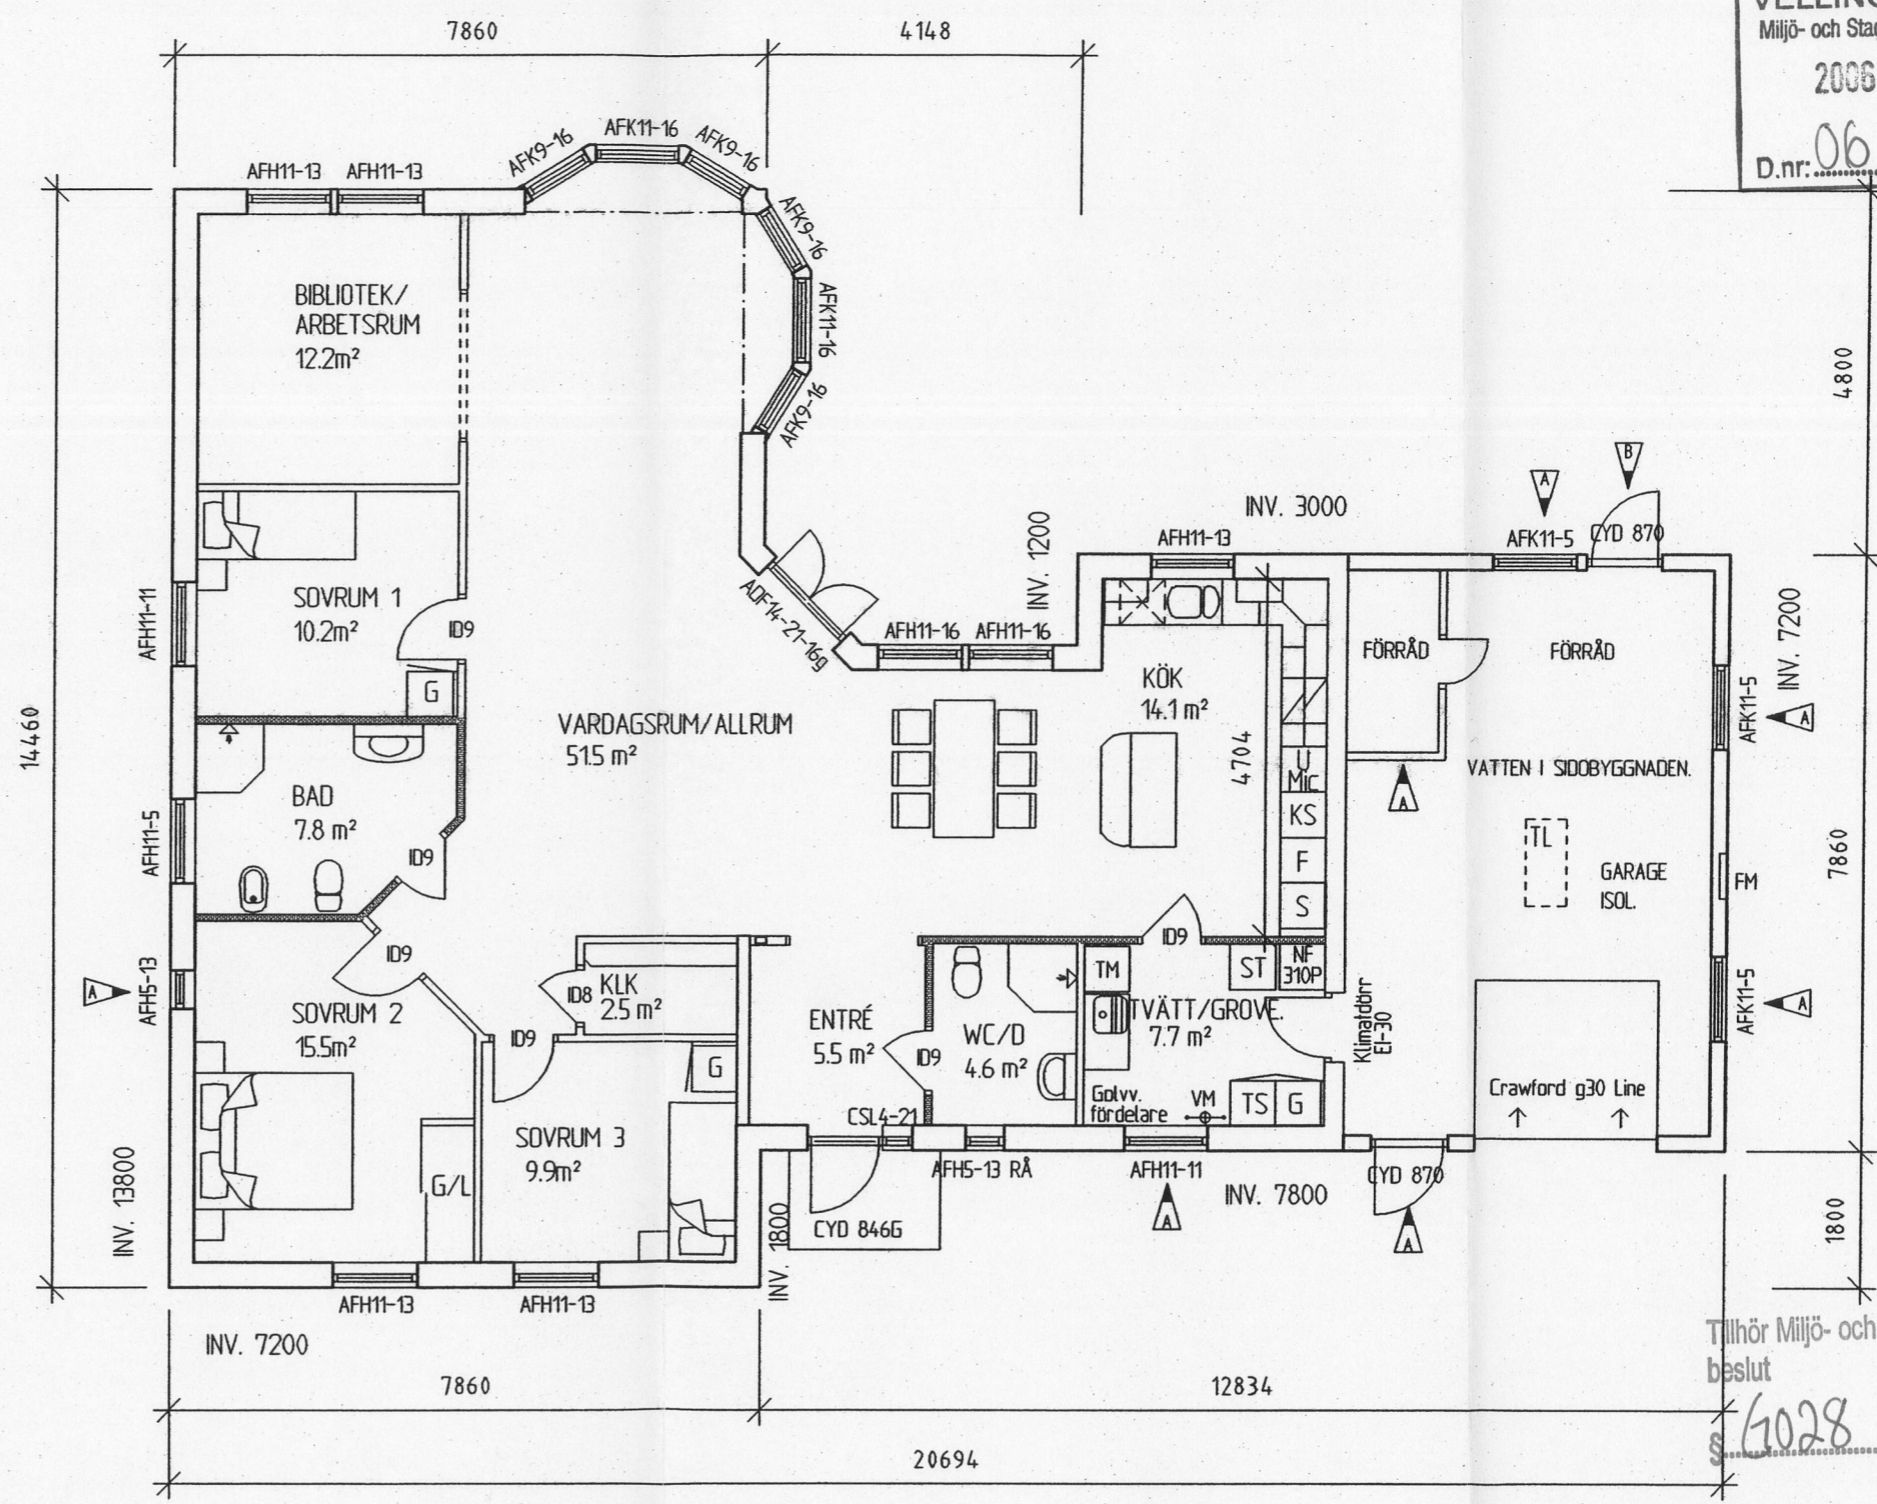 7860
4148
Miljö- och
2006
D.nr:
06
AFH11-13
AFH11-13
AFK9-16
AFK11-16
AFK9-16
AFK9-16
AFK11-16
AFK9-16
BIBLIOTEK/
ARBETSRUM
12.2m²
4800
B
A
INV. 3000
INV. 1200
AFH11-13
AFK11-5
CYD 870
SOVRUM 1
10.2m²
ID9
G
AFH11-11
ADF14-21-16g
AFH11-16
AFH11-16
INV. 7200
FÖRRÅD
FÖRRÅD
KÖK
14.1 m²
AFK11-5
A
14460
VARDAGSRUM/ALLRUM
51.5 m²
4704
U
Mic
KS
F
S
VATTEN I SIDOBYGGNADEN.
A
BAD
7.8 m²
ID9
AFH11-5
TL
GARAGE
ISOL.
FM
7860
ID9
ID9
A
AFH5-13
KLK
2.5 m²
ID8
TM
ST
NF
310P
SOVRUM 2
15.5m²
ID9
ENTRÉ
5.5 m²
ID9
WC/D
4.6 m²
TVÄTT/GROVE.
7.7 m²
Klimatdörr
EI-30
AFK11-5
A
G
Crawford g30 Line
Golvv.
fördelare
VM
TS
G
CSL4-21
SOVRUM 3
9.9m²
G/L
AFH5-13 RÅ
AFH11-11
A
INV. 7800
CYD 870
A
INV. 13800
INV. 1800
CYD 846G
1800
AFH11-13
AFH11-13
INV. 7200
Tillhör Miljö- och
beslut
7860
12834
§
G028
20694